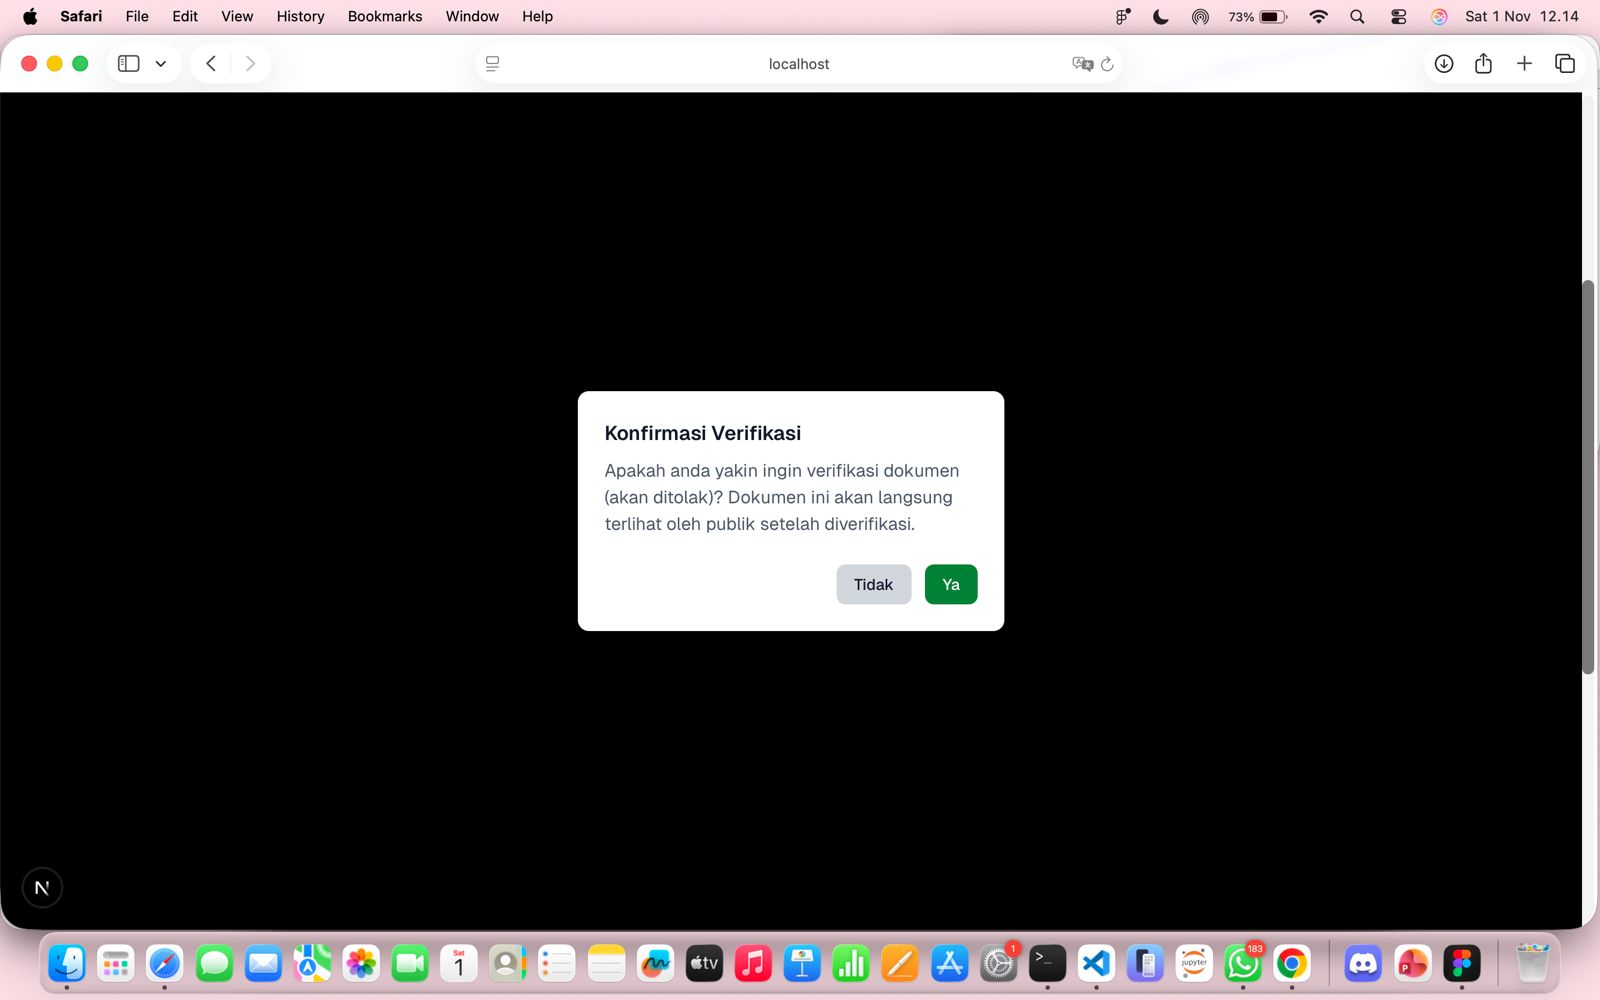 Safari File Edit View History Bookmarks Window Help 73% Sat 1 Nov 12.14
localhost
Konfirmasi Verifikasi
Apakah anda yakin ingin verifikasi dokumen
(akan ditolak)? Dokumen ini akan langsung
terlihat oleh publik setelah diverifikasi.
Tidak Ya
N
Sat
1
tv
1
>_
jupyter
183
P